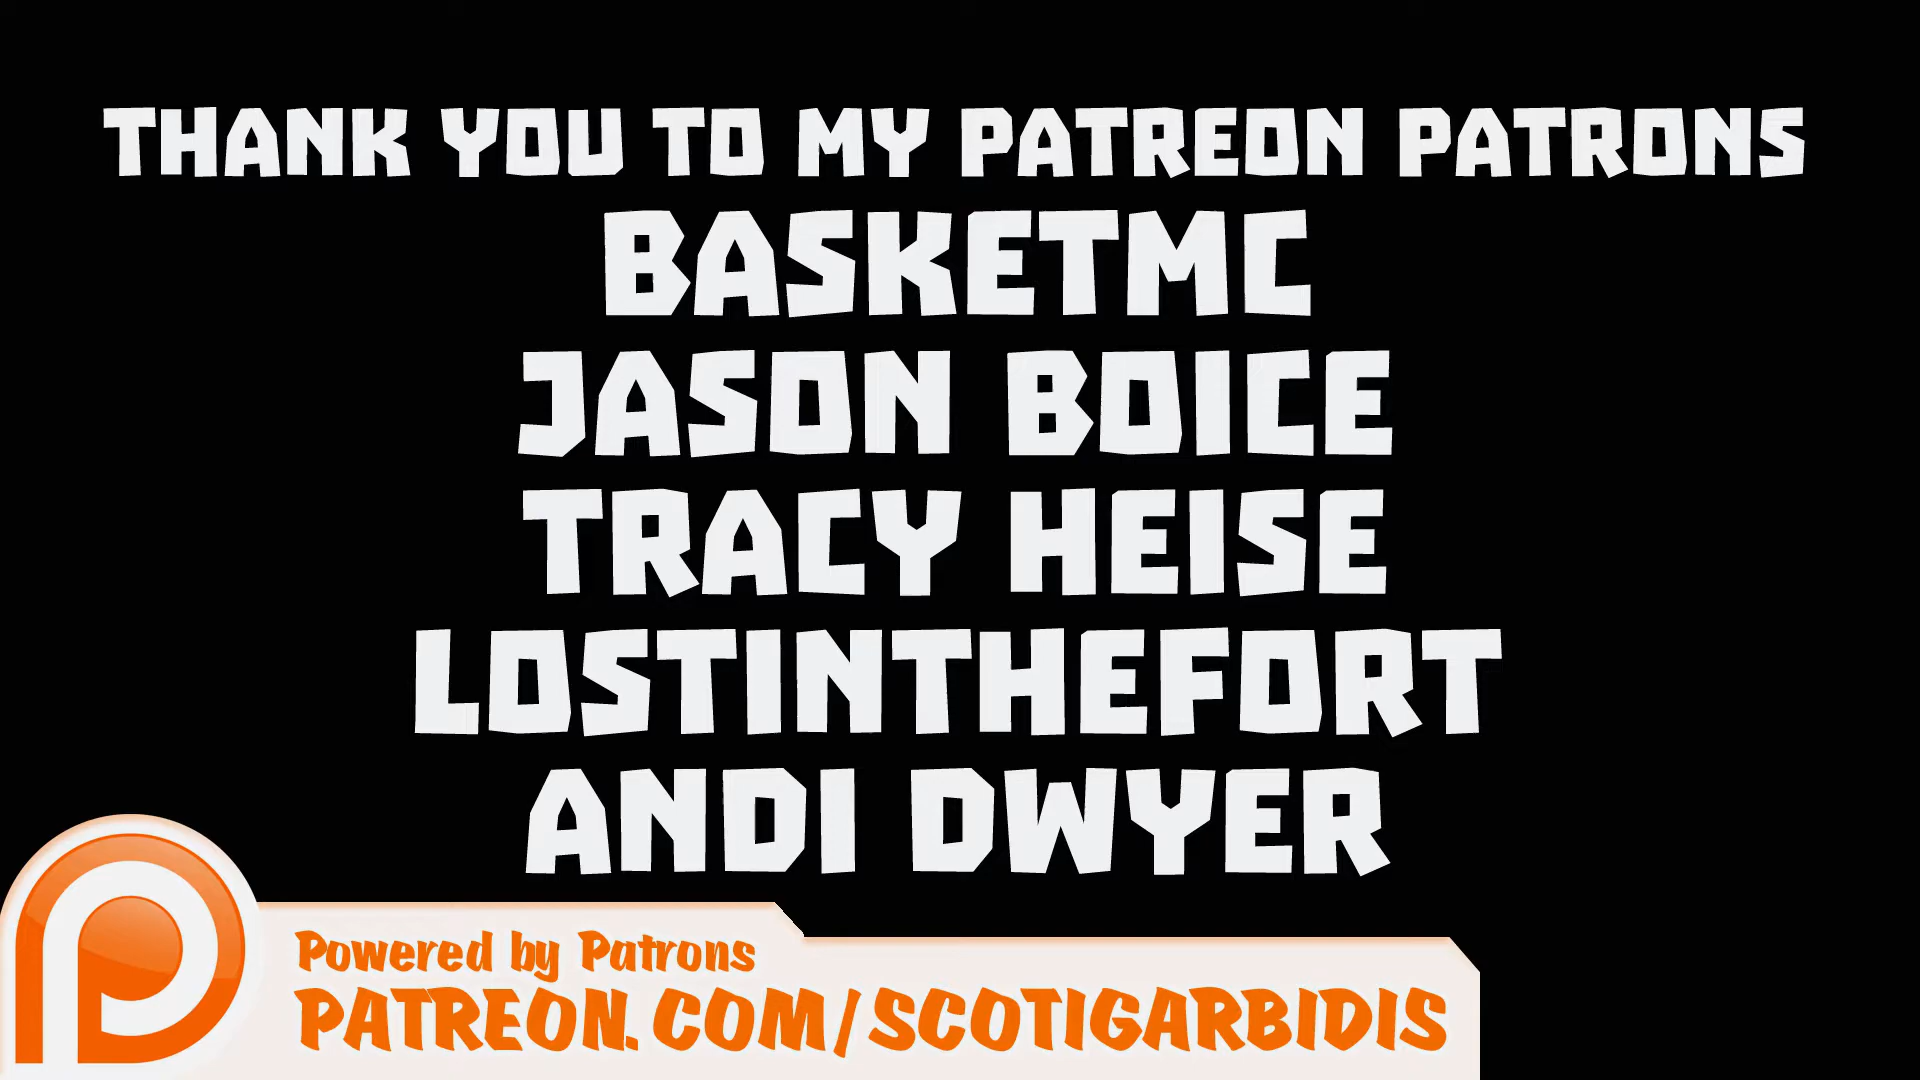 THANK YOU TO MY PATREON PATRONS
BASKETMC
JASON BOICE
TRACY HEISE
LOSTINTHEFORT
ANDI DWYER
Powered by Patrons
PATREON.COM/SCOTIGARBIDIS